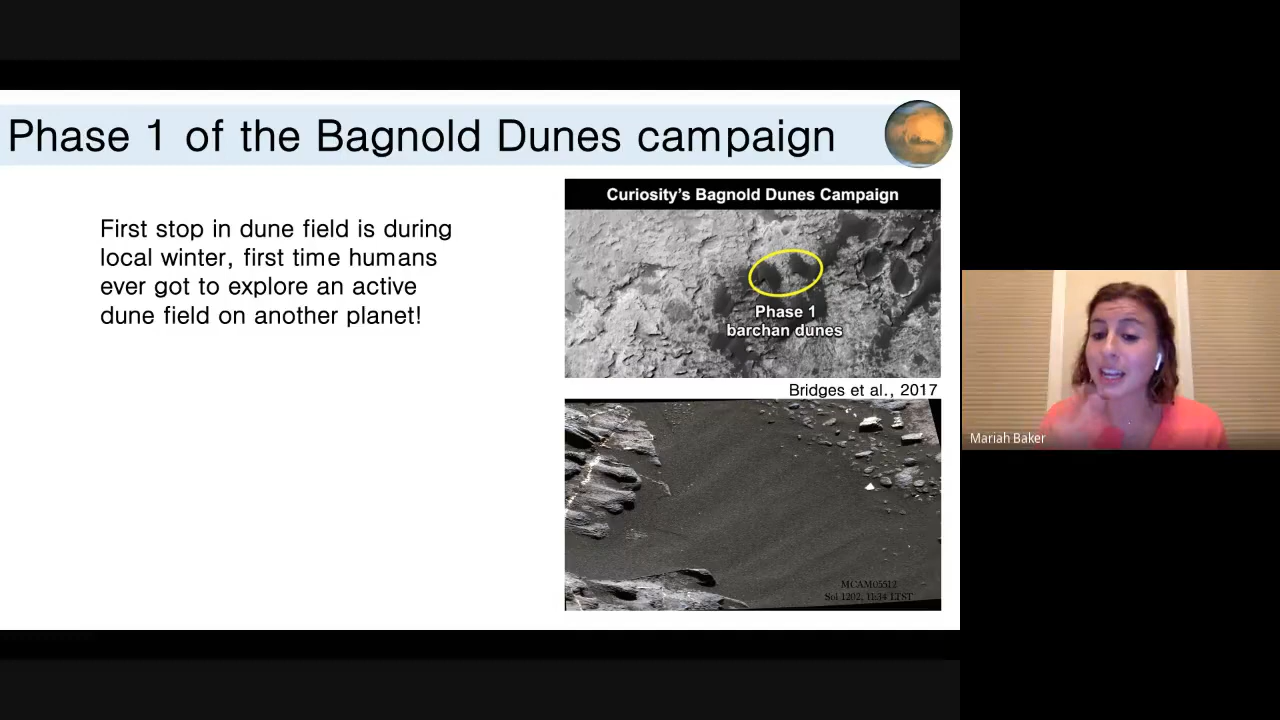 Phase 1 of the Bagnold Dunes campaign
First stop in dune field is during
local winter, first time humans
ever got to explore an active
dune field on another planet!
Curiosity's Bagnold Dunes Campaign
Phase 1
barchan dunes
Bridges et al., 2017
MCAM05512
Sol 1202, 11:34 LTST
Mariah Baker